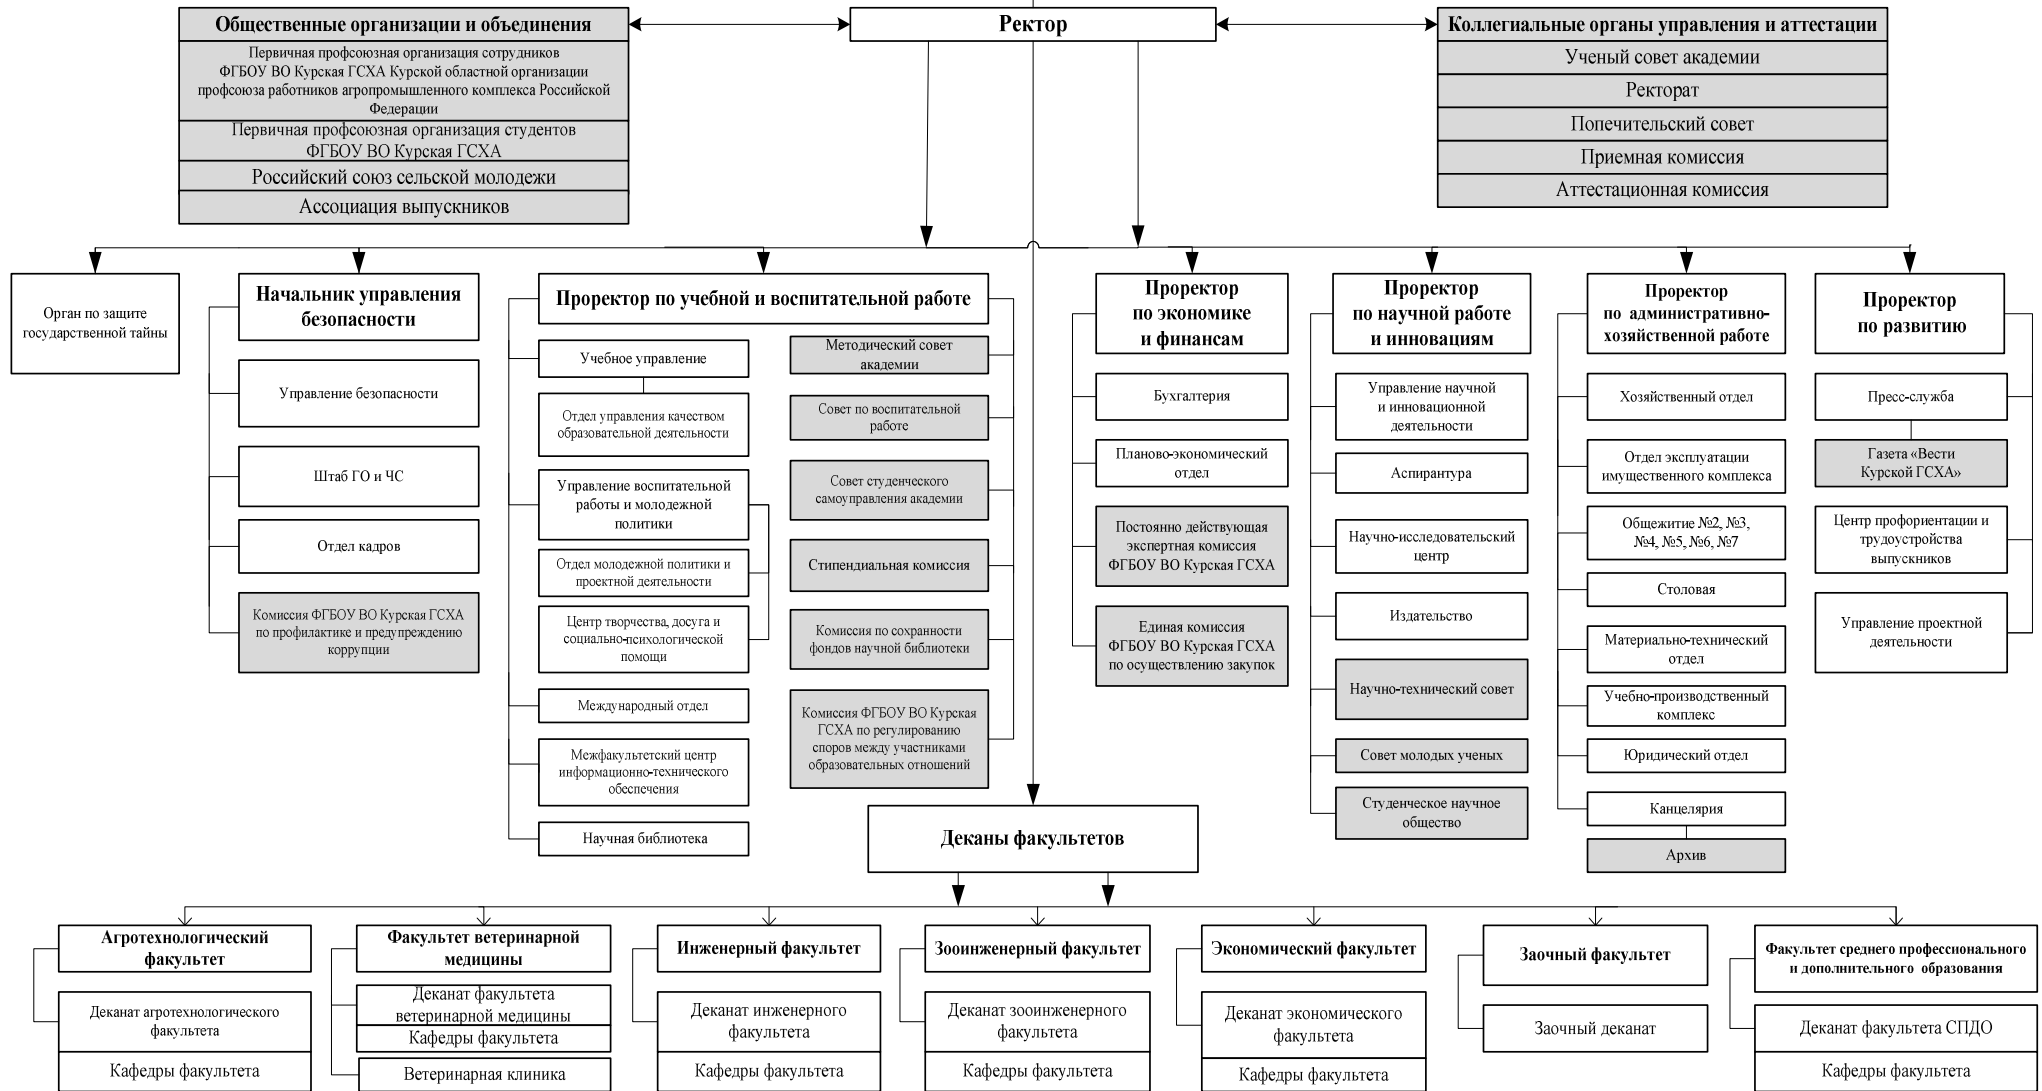 Общественные организации и объединения
Первичная профсоюзная организация сотрудников
ФГБОУ ВО Курская ГСХА Курской областной организации
профсоюза работников агропромышленного комплекса Российской
Федерации
Первичная профсоюзная организация студентов
ФГБОУ ВО Курская ГСХА
Российский союз сельской молодежи
Ассоциация выпускников
Ректор
Коллегиальные органы управления и аттестации
Ученый совет академии
Ректорат
Попечительский совет
Приемная комиссия
Аттестационная комиссия
Орган по защите
государственной тайны
Начальник управления
безопасности
Управление безопасности
Штаб ГО и ЧС
Отдел кадров
Комиссия ФГБОУ ВО Курская ГСХА
по профилактике и предупреждению
коррупции
Проректор по учебной и воспитательной работе
Учебное управление
Отдел управления качеством
образовательной деятельности
Управление воспитательной
работы и молодежной
политики
Отдел молодежной политики и
проектной деятельности
Центр творчества, досуга и
социально-психологической
помощи
Международный отдел
Межфакультетский центр
информационно-технического
обеспечения
Научная библиотека
Методический совет
академии
Совет по воспитательной
работе
Совет студенческого
самоуправления академии
Стипендиальная комиссия
Комиссия по сохранности
фондов научной библиотеки
Комиссия ФГБОУ ВО Курская
ГСХА по регулированию
споров между участниками
образовательных отношений
Проректор
по экономике
и финансам
Бухгалтерия
Планово-экономический
отдел
Постоянно действующая
экспертная комиссия
ФГБОУ ВО Курская ГСХА
Единая комиссия
ФГБОУ ВО Курская ГСХА
по осуществлению закупок
Проректор
по научной работе
и инновациям
Управление научной
и инновационной
деятельности
Аспирантура
Научно-исследовательский
центр
Издательство
Научно-технический совет
Совет молодых ученых
Студенческое научное
общество
Проректор
по административно-
хозяйственной работе
Хозяйственный отдел
Отдел эксплуатации
имущественного комплекса
Общежитие №2, №3,
№4, №5, №6, №7
Столовая
Материально-технический
отдел
Учебно-производственный
комплекс
Юридический отдел
Канцелярия
Архив
Проректор
по развитию
Пресс-служба
Газета «Вести
Курской ГСХА»
Центр профориентации и
трудоустройства
выпускников
Управление проектной
деятельности
Деканы факультетов
Агротехнологический
факультет
Деканат агротехнологического
факультета
Кафедры факультета
Факультет ветеринарной
медицины
Деканат факультета
ветеринарной медицины
Кафедры факультета
Ветеринарная клиника
Инженерный факультет
Деканат инженерного
факультета
Кафедры факультета
Зооинженерный факультет
Деканат зооинженерного
факультета
Кафедры факультета
Экономический факультет
Деканат экономического
факультета
Кафедры факультета
Заочный факультет
Заочный деканат
Факультет среднего профессионального
и дополнительного образования
Деканат факультета СПДО
Кафедры факультета